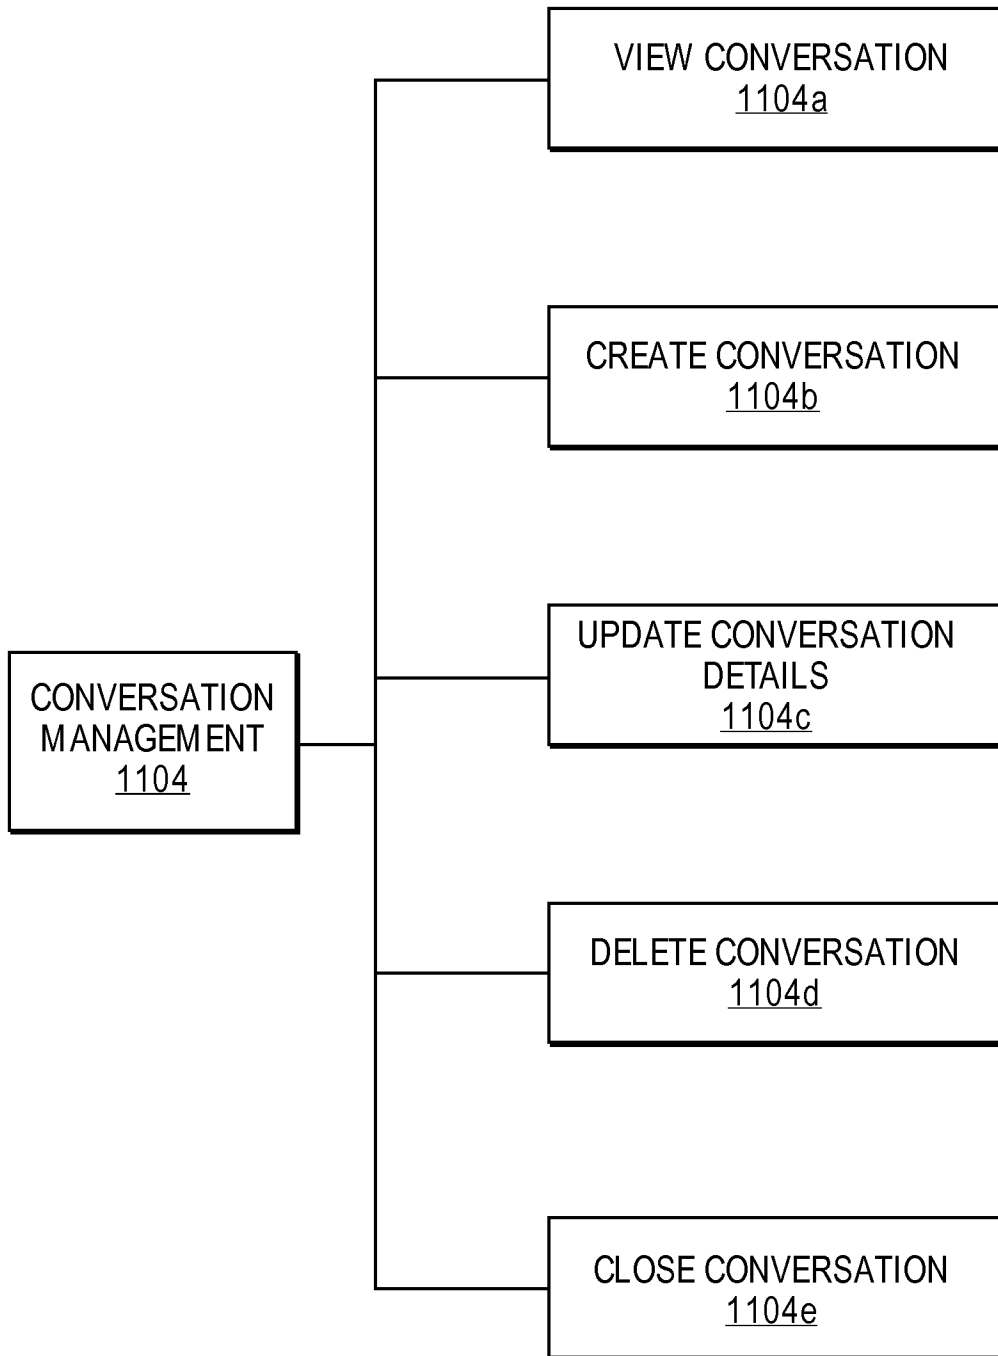 VIEW CONVERSATION
1104a
CREATE CONVERSATION
1104b
UPDATE CONVERSATION
DETAILS
1104c
CONVERSATION
MANAGEMENT
1104
DELETE CONVERSATION
1104d
CLOSE CONVERSATION
1104e